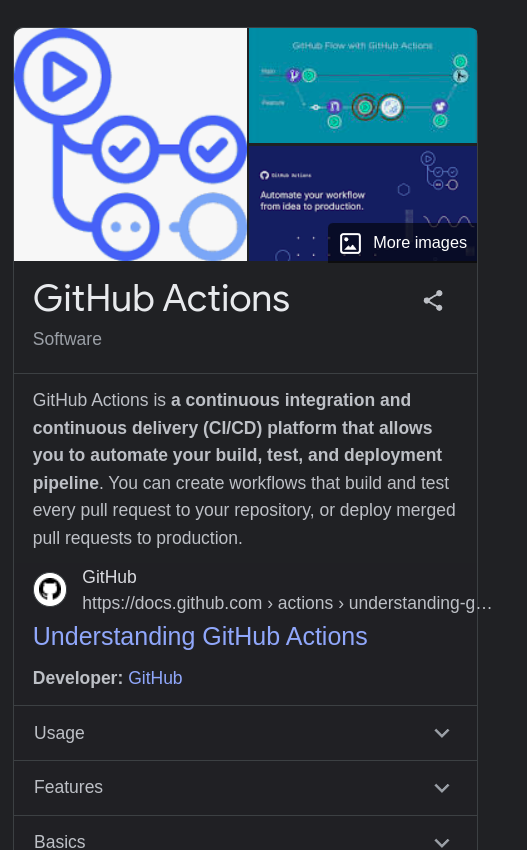 GitHub Flow with GitHub Actions
Main
Feature
GitHub Actions
Automate your workflow
from idea to production.
More images
GitHub Actions
Software
GitHub Actions is a continuous integration and
continuous delivery (CI/CD) platform that allows
you to automate your build, test, and deployment
pipeline. You can create workflows that build and test
every pull request to your repository, or deploy merged
pull requests to production.
GitHub
https://docs.github.com › actions › understanding-g…
Understanding GitHub Actions
Developer: GitHub
Usage
Features
Basics